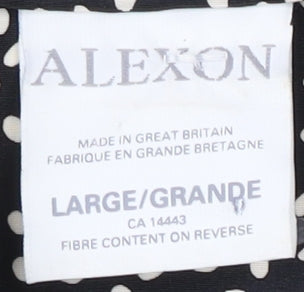 ALEXON
MADE IN GREAT BRITAIN
FABRIQUE EN GRANDE BRETAGNE
LARGE/GRANDE
CA 14443
FIBRE CONTENT ON REVERSE